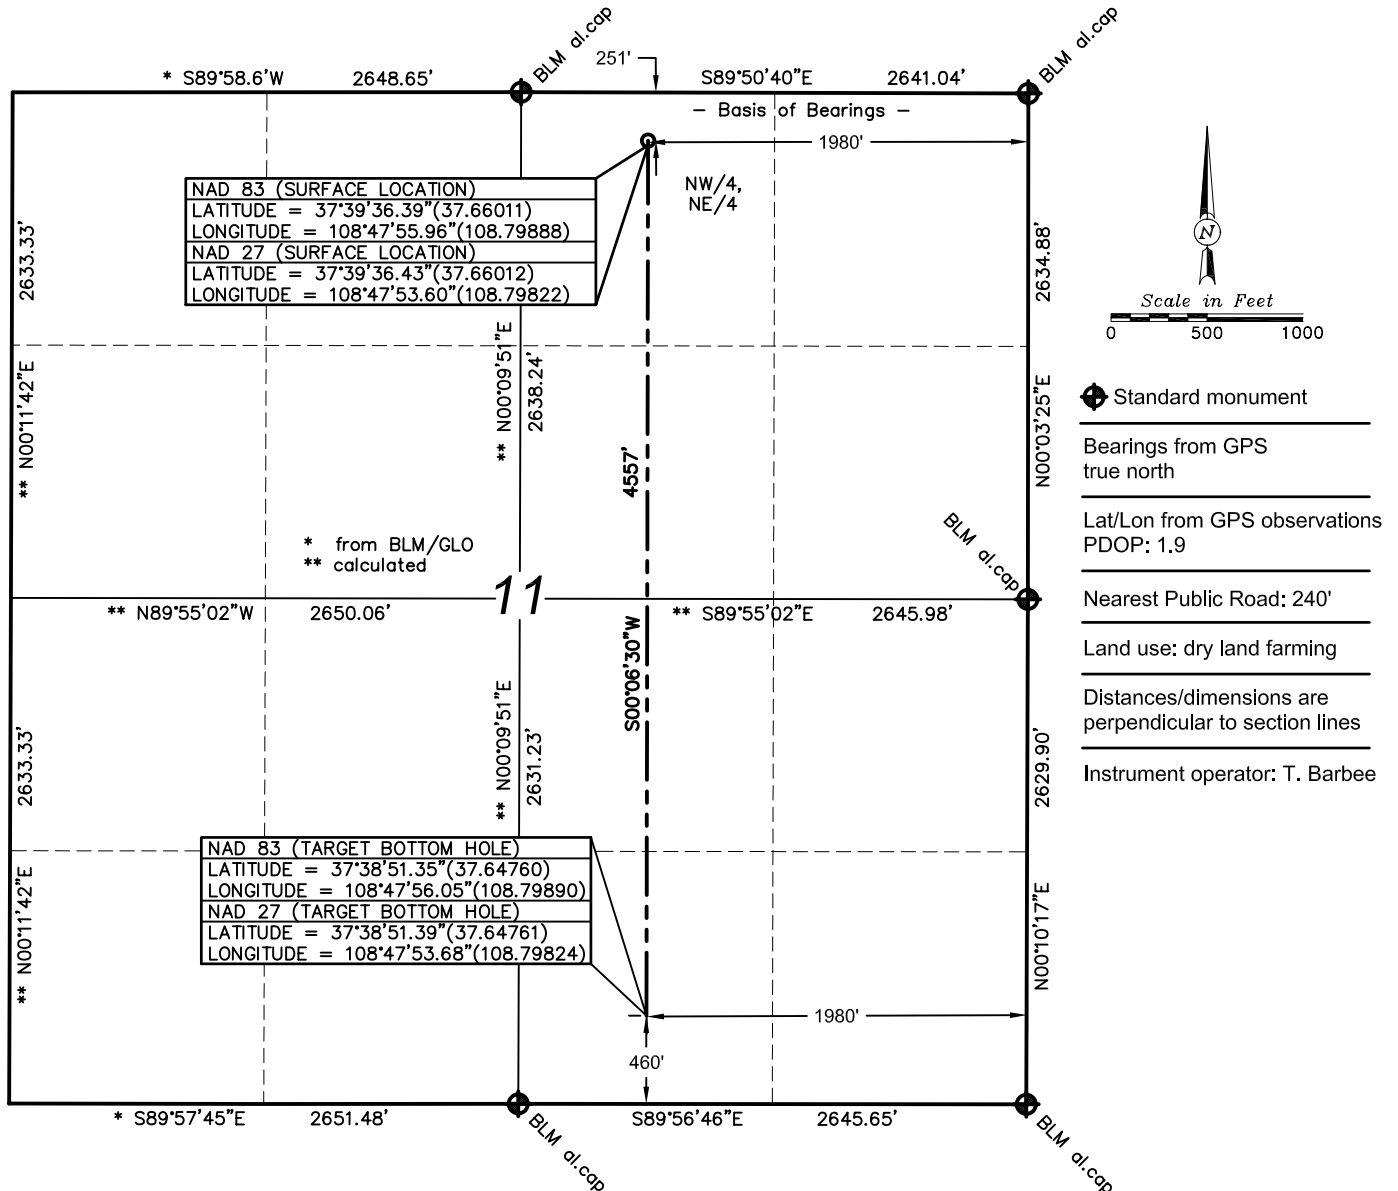 BLM al.cap
BLM al.cap
251'
* S89°58.6'W 2648.65'
S89°50'40"E 2641.04'
– Basis of Bearings –
1980'
NW/4,
NE/4
NAD 83 (SURFACE LOCATION)
LATITUDE = 37°39'36.39"(37.66011)
LONGITUDE = 108°47'55.96"(108.79888)
NAD 27 (SURFACE LOCATION)
LATITUDE = 37°39'36.43"(37.66012)
LONGITUDE = 108°47'53.60"(108.79822)
2633.33'
** N00°11'42"E
** N00°09'51"E
2638.24'
4557'
2634.88'
N00°03'25"E
N
Scale in Feet
0 500 1000
Standard monument
Bearings from GPS
true north
Lat/Lon from GPS observations
PDOP: 1.9
Nearest Public Road: 240'
Land use: dry land farming
Distances/dimensions are
perpendicular to section lines
Instrument operator: T. Barbee
* from BLM/GLO
** calculated
BLM al.cap
11
** N89°55'02"W 2650.06'
** S89°55'02"E 2645.98'
S00°06'30"W
2633.33'
** N00°11'42"E
** N00°09'51"E
2631.23'
2629.90'
N00°10'17"E
NAD 83 (TARGET BOTTOM HOLE)
LATITUDE = 37°38'51.35"(37.64760)
LONGITUDE = 108°47'56.05"(108.79890)
NAD 27 (TARGET BOTTOM HOLE)
LATITUDE = 37°38'51.39"(37.64761)
LONGITUDE = 108°47'53.68"(108.79824)
1980'
460'
* S89°57'45"E 2651.48'
S89°56'46"E 2645.65'
BLM al.cap
BLM al.cap